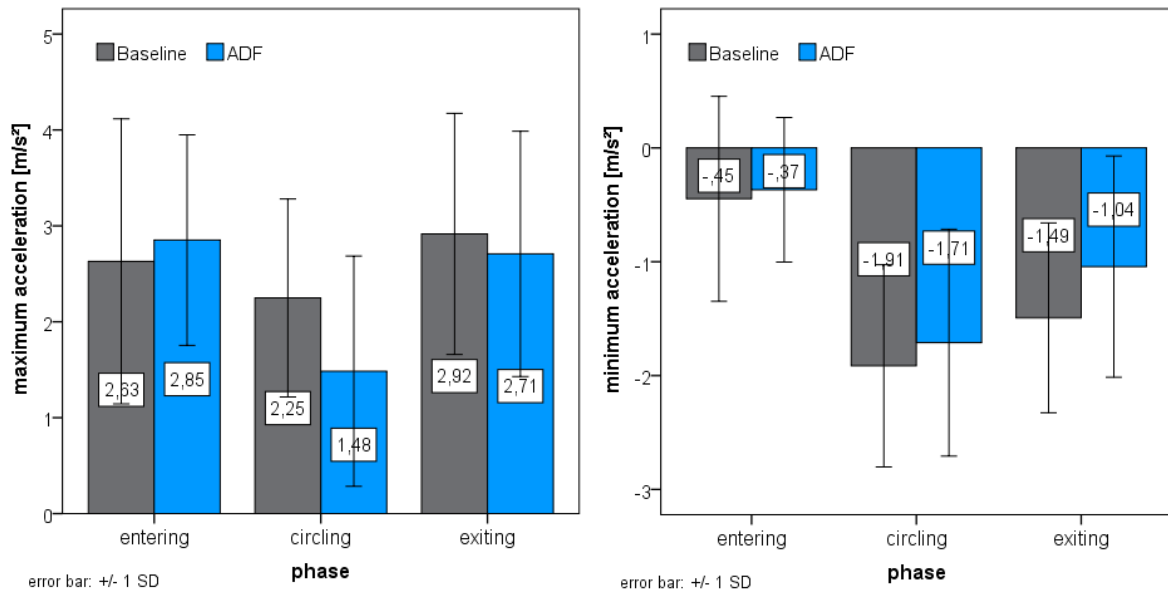 maximum acceleration [m/s²]
5
4
3
2
1
0
Baseline ADF
2,63
2,85
2,25
1,48
2,92
2,71
entering circling exiting
phase
error bar: +/- 1 SD
minimum acceleration [m/s²]
1
0
-1
-2
-3
Baseline ADF
-,45
-,37
-1,91
-1,71
-1,49
-1,04
entering circling exiting
phase
error bar: +/- 1 SD